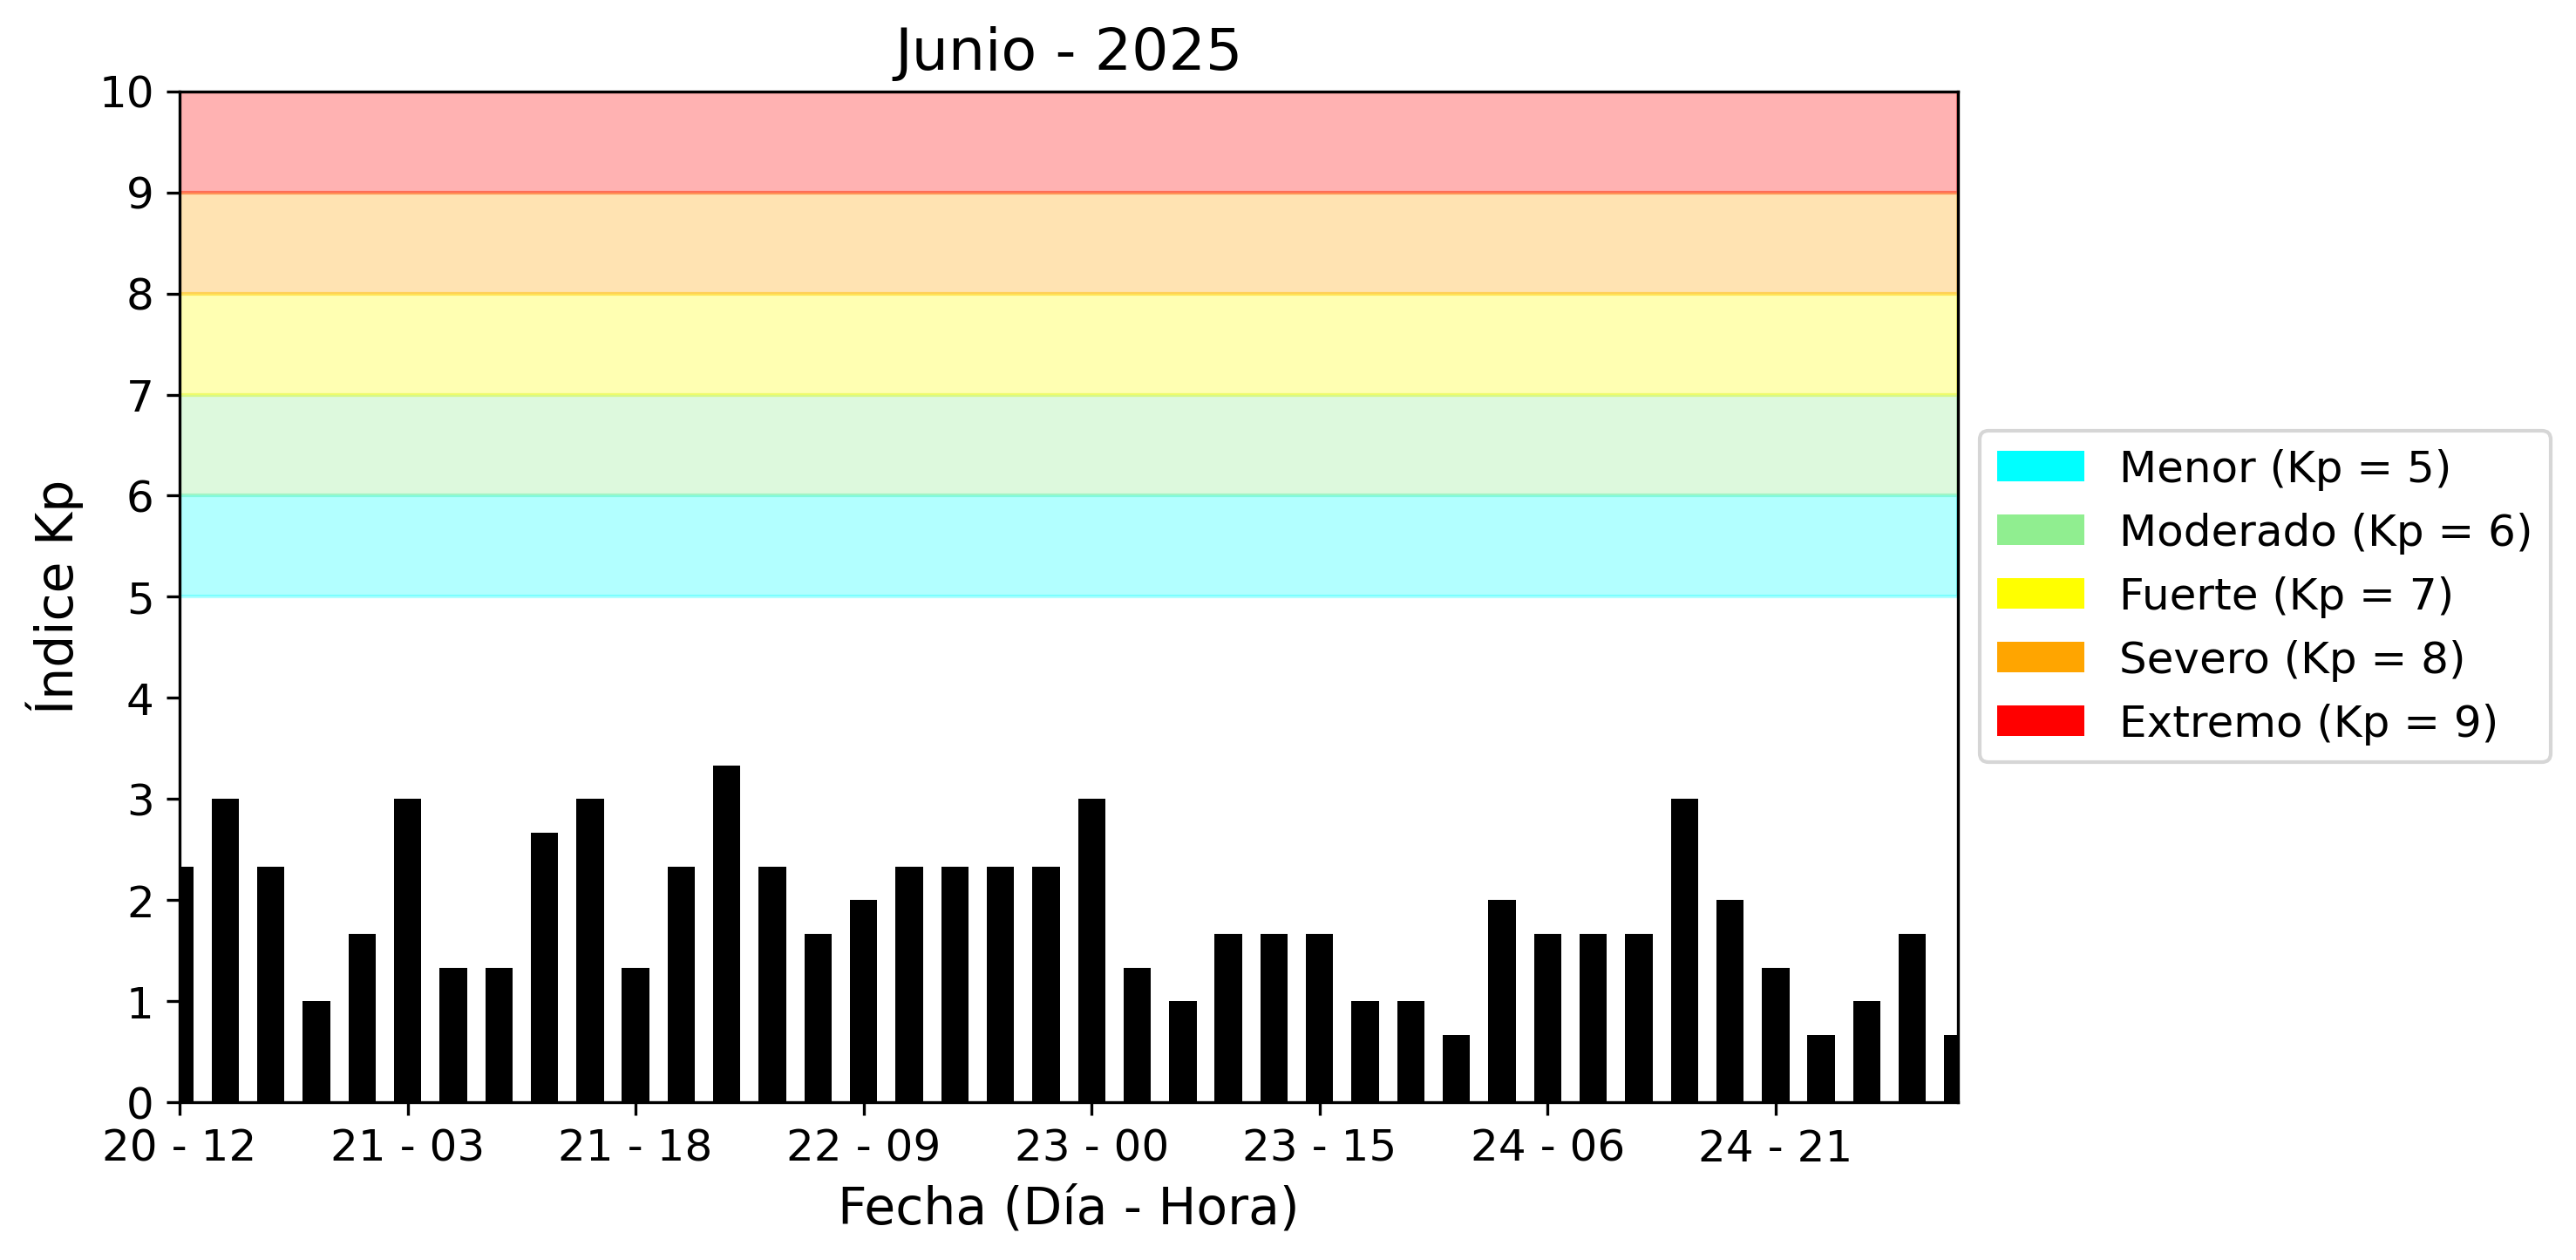 Junio - 2025
10
9
8
7
6
5
4
3
2
1
0
Índice Kp
20 - 12 21 - 03 21 - 18 22 - 09 23 - 00 23 - 15 24 - 06 24 - 21
Fecha (Día - Hora)
Menor (Kp = 5)
Moderado (Kp = 6)
Fuerte (Kp = 7)
Severo (Kp = 8)
Extremo (Kp = 9)